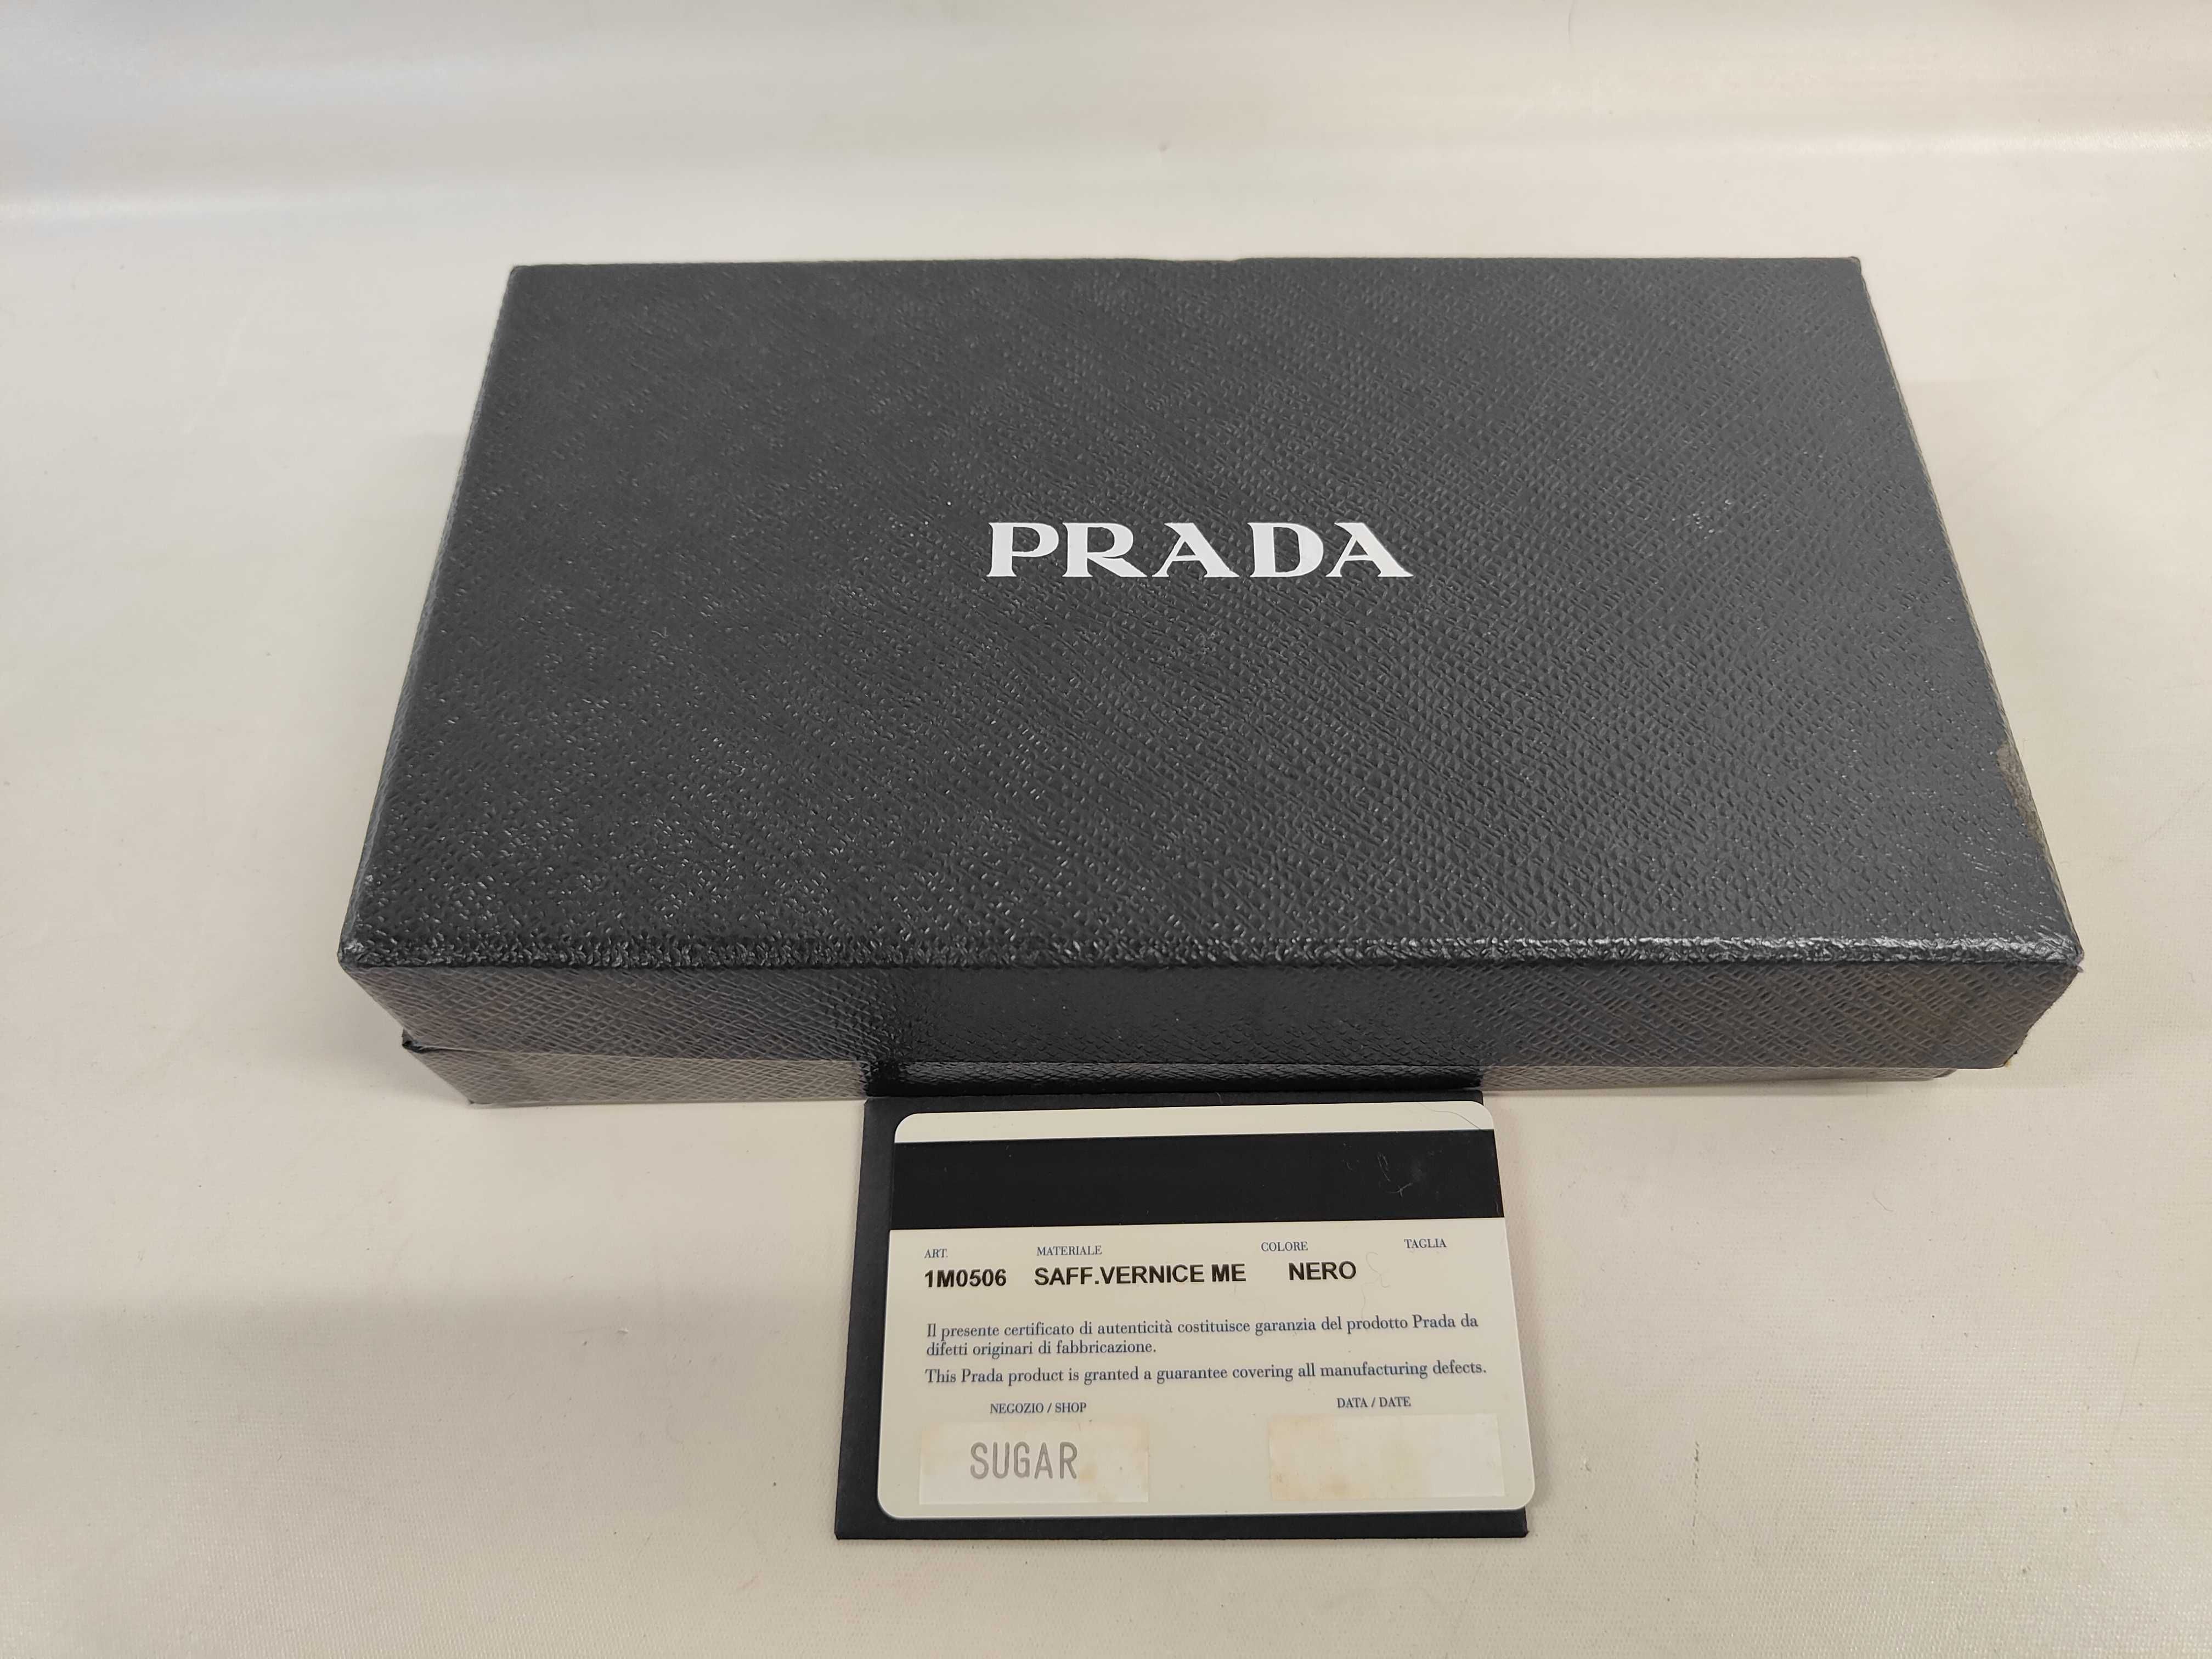 PRADA
ART. MATERIALE COLORE TAGLIA
1M0506 SAFF.VERNICE ME NERO
Il presente certificato di autenticità costituisce garanzia del prodotto Prada da
difetti originari di fabbricazione.
This Prada product is granted a guarantee covering all manufacturing defects.
NEGOZIO / SHOP DATA / DATE
SUGAR